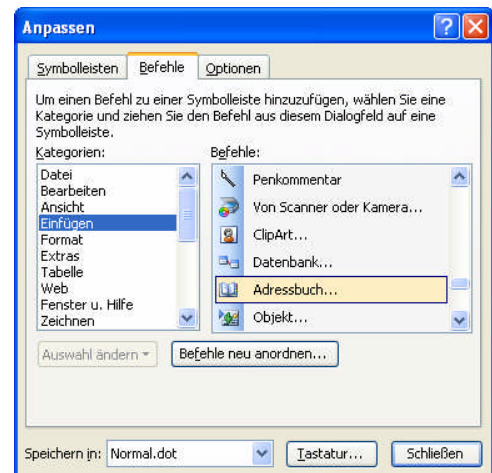 Anpassen
Symbolleisten Befehle Optionen
Um einen Befehl zu einer Symbolleiste hinzuzufügen, wählen Sie eine
Kategorie und ziehen Sie den Befehl aus diesem Dialogfeld auf eine
Symbolleiste.
Kategorien:
Datei
Bearbeiten
Ansicht
Einfügen
Format
Extras
Tabelle
Web
Fenster u. Hilfe
Zeichnen
Befehle:
Penkommentar
Von Scanner oder Kamera...
ClipArt...
Datenbank...
Adressbuch...
Objekt...
Auswahl ändern Befehle neu anordnen...
Speichern in: Normal.dot Tastatur... Schließen